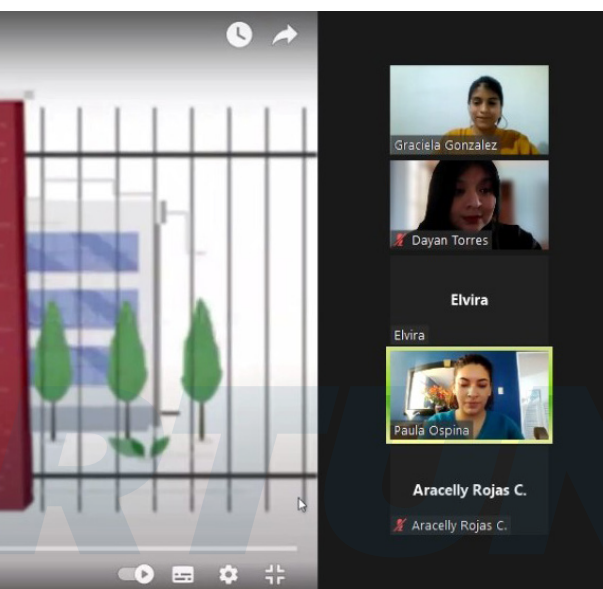 Graciela Gonzalez
Dayan Torres
Elvira
Elvira
Paula Ospina
Aracelly Rojas C.
Aracelly Rojas C.